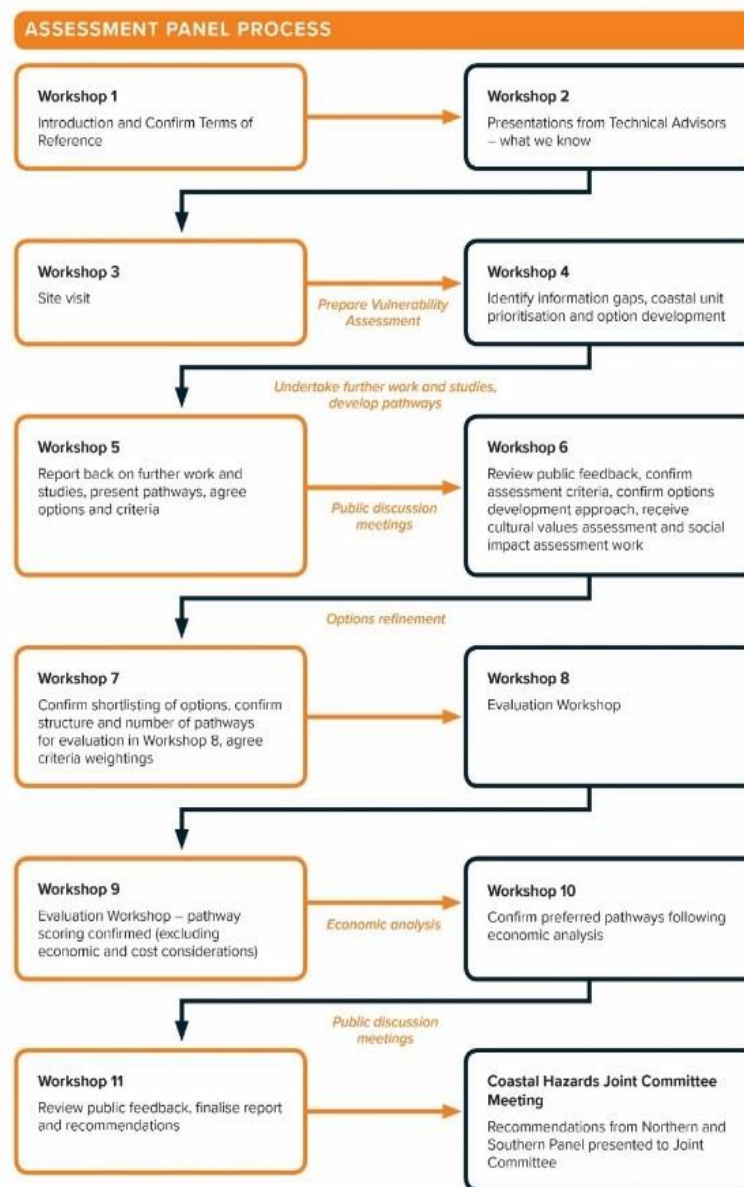 ASSESSMENT PANEL PROCESS
Workshop 1
Introduction and Confirm Terms of
Reference
Workshop 2
Presentations from Technical Advisors
– what we know
Workshop 3
Site visit
Prepare Vulnerability
Assessment
Workshop 4
Identify information gaps, coastal unit
prioritisation and option development
Undertake further work and studies,
develop pathways
Workshop 5
Report back on further work and
studies, present pathways, agree
options and criteria
Public discussion
meetings
Workshop 6
Review public feedback, confirm
assessment criteria, confirm options
development approach, receive
cultural values assessment and social
impact assessment work
Options refinement
Workshop 7
Confirm shortlisting of options, confirm
structure and number of pathways
for evaluation in Workshop 8, agree
criteria weightings
Workshop 8
Evaluation Workshop
Workshop 9
Evaluation Workshop – pathway
scoring confirmed (excluding
economic and cost considerations)
Economic analysis
Workshop 10
Confirm preferred pathways following
economic analysis
Public discussion
meetings
Workshop 11
Review public feedback, finalise report
and recommendations
Coastal Hazards Joint Committee
Meeting
Recommendations from Northern and
Southern Panel presented to Joint
Committee